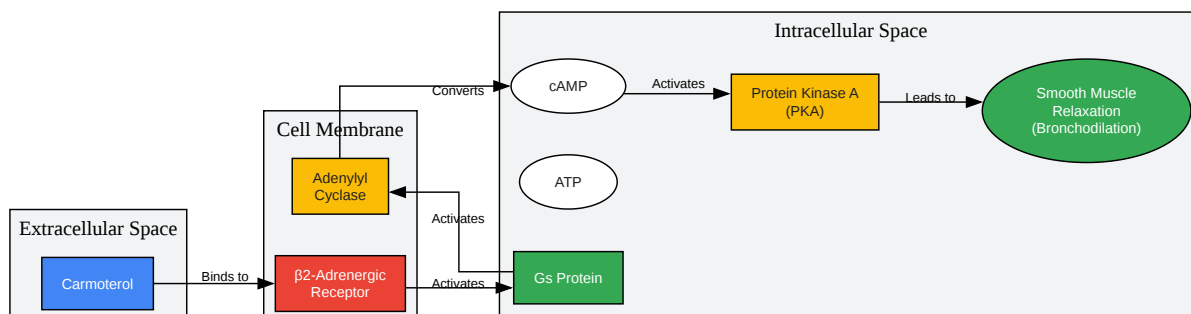 Intracellular Space
cAMP
Converts
Activates
Protein Kinase A
(PKA)
Leads to
Smooth Muscle
Relaxation
(Bronchodilation)
Cell Membrane
Adenylyl
Cyclase
ATP
Activates
Extracellular Space
Carmoterol
Binds to
β2-Adrenergic
Receptor
Activates
Gs Protein